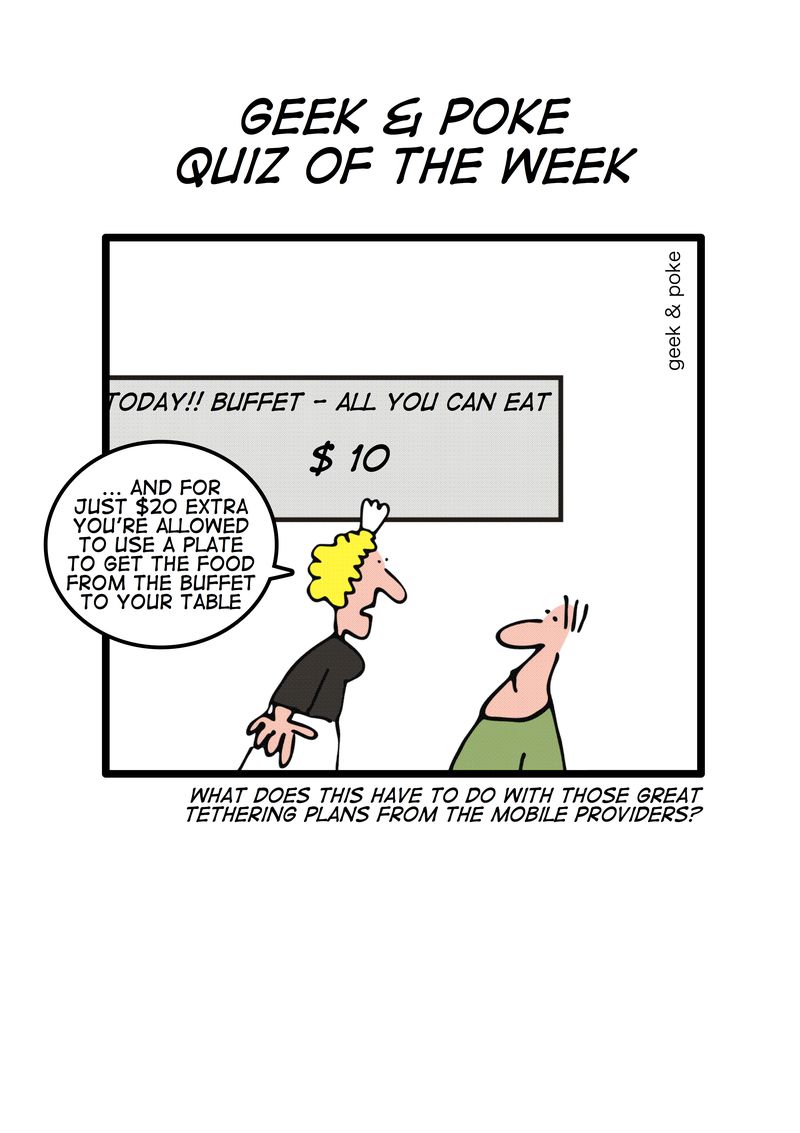 GEEK & POKE
QUIZ OF THE WEEK
geek & poke
TODAY!! BUFFET - ALL YOU CAN EAT
$ 10
... AND FOR
JUST $20 EXTRA
YOU'RE ALLOWED
TO USE A PLATE
TO GET THE FOOD
FROM THE BUFFET
TO YOUR TABLE
WHAT DOES THIS HAVE TO DO WITH THOSE GREAT
TETHERING PLANS FROM THE MOBILE PROVIDERS?